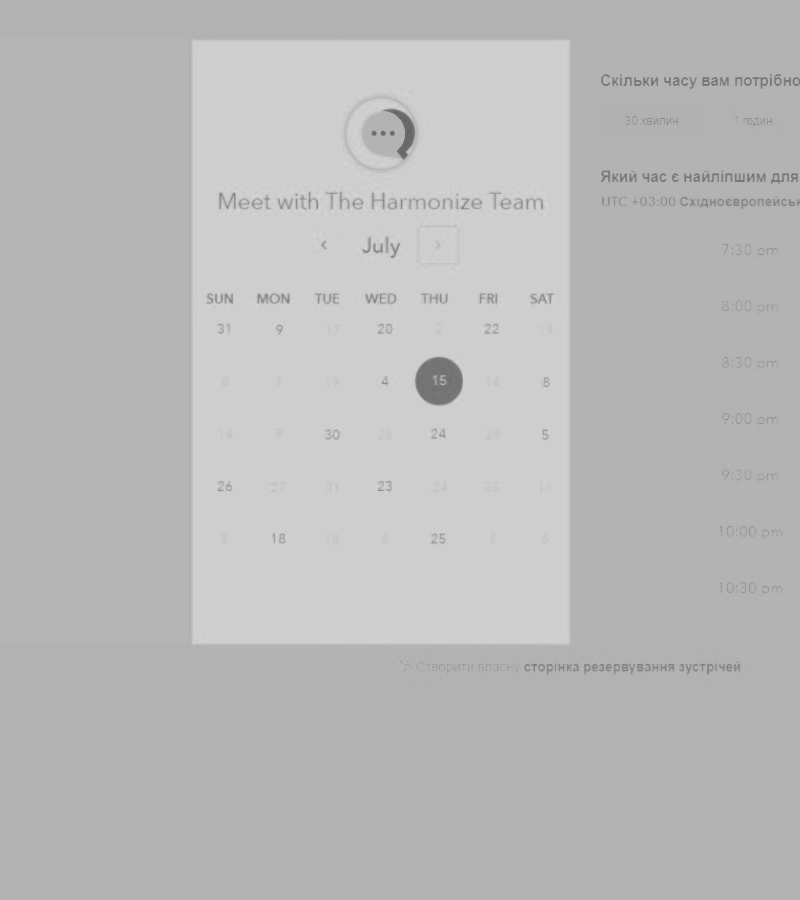 Meet with The Harmonize Team
July
SUN MON TUE WED THU FRI SAT
31 9 17 20 2 22 19
8 7 19 4 15 16 8
14 9 30 25 24 29 5
26 27 31 23 24 25 11
5 18 18 6 25 7 6
Скільки часу вам потрібно
30 хвилин 1 годин
Який час є найліпшим для
UTC +03:00 Східноєвропейськ
7:30 pm
8:00 pm
8:30 pm
9:00 pm
9:30 pm
10:00 pm
10:30 pm
Створити власну сторінка резервування зустрічей